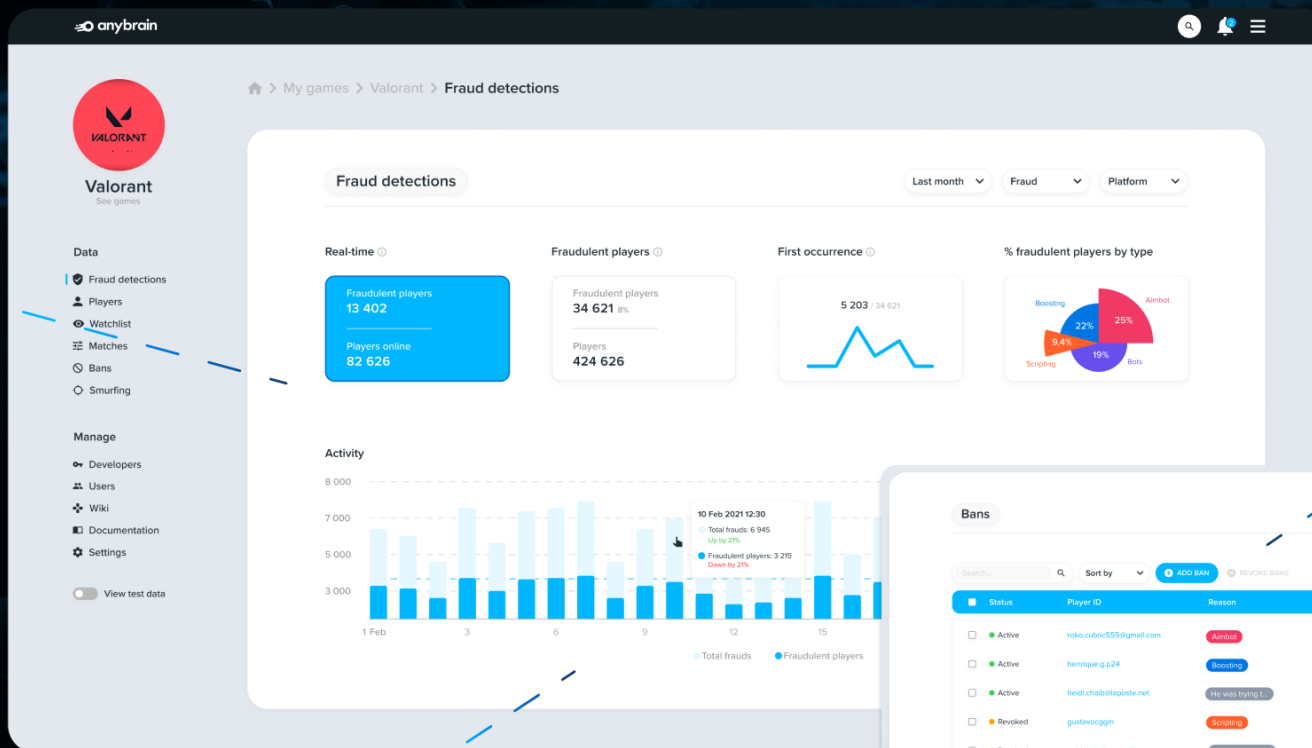 anybrain
2
My games > Valorant > Fraud detections
VALORANT
Valorant
See games
Data
Fraud detections
Players
Watchlist
Matches
Bans
Smurfing
Manage
Developers
Users
Wiki
Documentation
Settings
View test data
Fraud detections
Last month
Fraud
Platform
Real-time
Fraudulent players
13 402
Players online
82 626
Fraudulent players
Fraudulent players
34 621 8%
Players
424 626
First occurrence
5 203 / 34 621
% fraudulent players by type
Boosting
Aimbot
22%
25%
9,4%
19%
Scripting
Bots
Activity
8 000
7 000
5 000
3 000
1 Feb
3
6
9
12
15
10 Feb 2021 12:30
Total frauds: 6 945
Up by 21%
Fraudulent players: 3 215
Down by 21%
Total frauds
Fraudulent players
Bans
Search...
Sort by
ADD BAN
REVOKE BANS
Status Player ID Reason
Active roko.cubric555@gmail.com Aimbot
Active henrique.g.p24 Boosting
Active heidi.chaib@laposte.net He was trying t...
Revoked gustavocggm Scripting